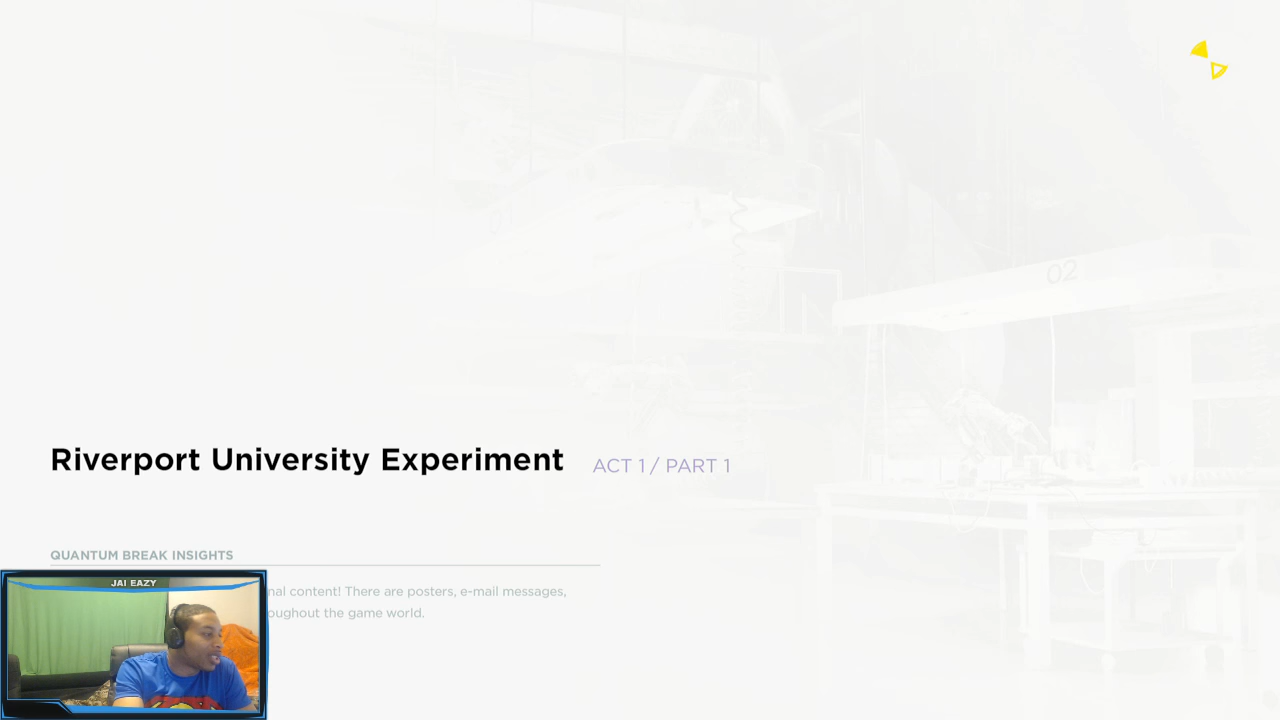 02
Riverport University Experiment ACT 1 / PART 1
QUANTUM BREAK INSIGHTS
nal content! There are posters, e-mail messages,
oughout the game world.
JAI EAZY